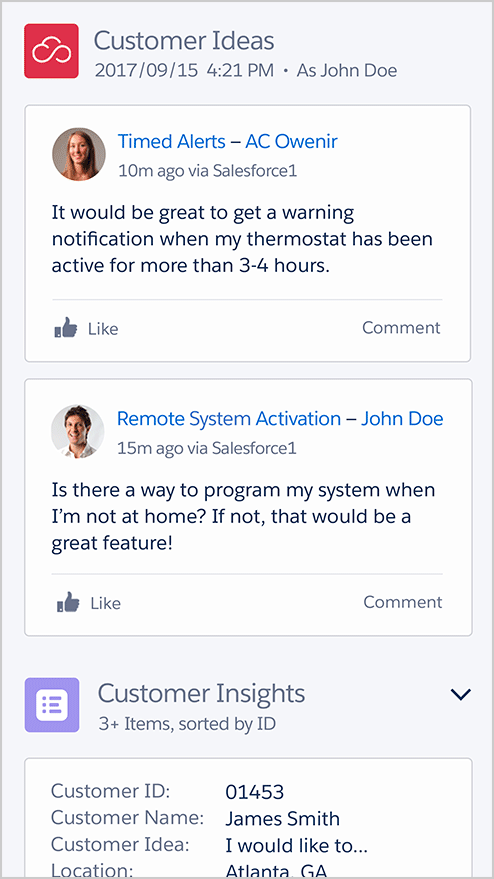 Customer Ideas
2017/09/15 4:21 PM • As John Doe
Timed Alerts – AC Owenir
10m ago via Salesforce1
It would be great to get a warning
notification when my thermostat has been
active for more than 3-4 hours.
Like Comment
Remote System Activation – John Doe
15m ago via Salesforce1
Is there a way to program my system when
I’m not at home? If not, that would be a
great feature!
Like Comment
Customer Insights
3+ Items, sorted by ID
Customer ID: 01453
Customer Name: James Smith
Customer Idea: I would like to...
Location: Atlanta, GA